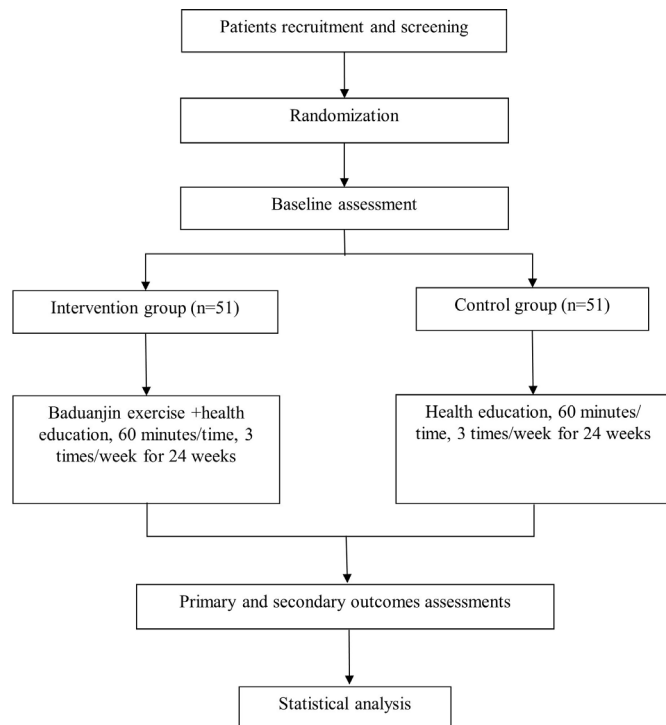 Patients recruitment and screening
Randomization
Baseline assessment
Intervention group (n=51)
Control group (n=51)
Baduanjin exercise +health
education, 60 minutes/time, 3
times/week for 24 weeks
Health education, 60 minutes/
time, 3 times/week for 24 weeks
Primary and secondary outcomes assessments
Statistical analysis